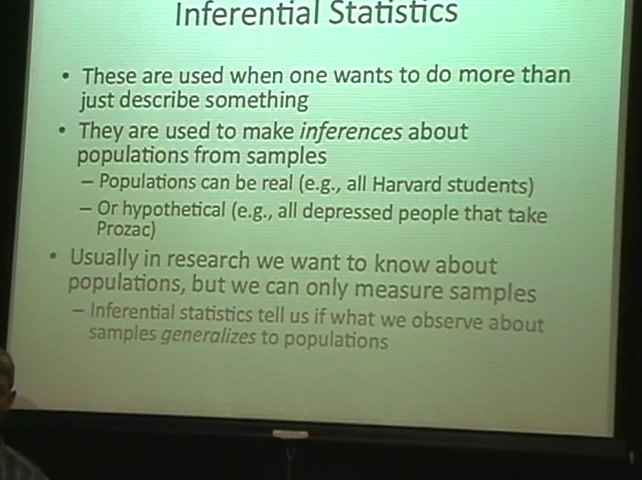 Inferential Statistics
• These are used when one wants to do more than
just describe something
• They are used to make inferences about
populations from samples
– Populations can be real (e.g., all Harvard students)
– Or hypothetical (e.g., all depressed people that take
Prozac)
• Usually in research we want to know about
populations, but we can only measure samples
– Inferential statistics tell us if what we observe about
samples generalizes to populations